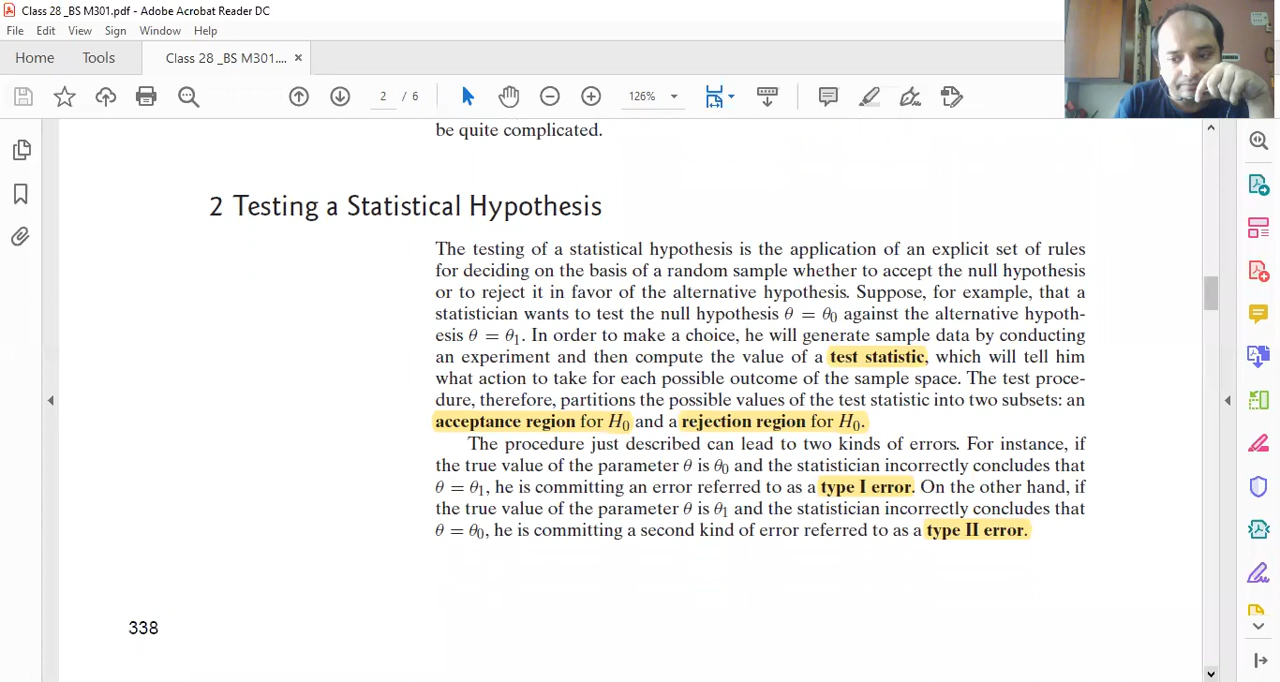 Class 28 _BS M301.pdf - Adobe Acrobat Reader DC
File Edit View Sign Window Help
Home Tools Class 28 _BS M301.... ×
2 / 6 126%
be quite complicated.
2 Testing a Statistical Hypothesis
The testing of a statistical hypothesis is the application of an explicit set of rules
for deciding on the basis of a random sample whether to accept the null hypothesis
or to reject it in favor of the alternative hypothesis. Suppose, for example, that a
statistician wants to test the null hypothesis θ = θ₀ against the alternative hypoth-
esis θ = θ₁. In order to make a choice, he will generate sample data by conducting
an experiment and then compute the value of a test statistic, which will tell him
what action to take for each possible outcome of the sample space. The test proce-
dure, therefore, partitions the possible values of the test statistic into two subsets: an
acceptance region for H₀ and a rejection region for H₀.
The procedure just described can lead to two kinds of errors. For instance, if
the true value of the parameter θ is θ₀ and the statistician incorrectly concludes that
θ = θ₁, he is committing an error referred to as a type I error. On the other hand, if
the true value of the parameter θ is θ₁ and the statistician incorrectly concludes that
θ = θ₀, he is committing a second kind of error referred to as a type II error.
338